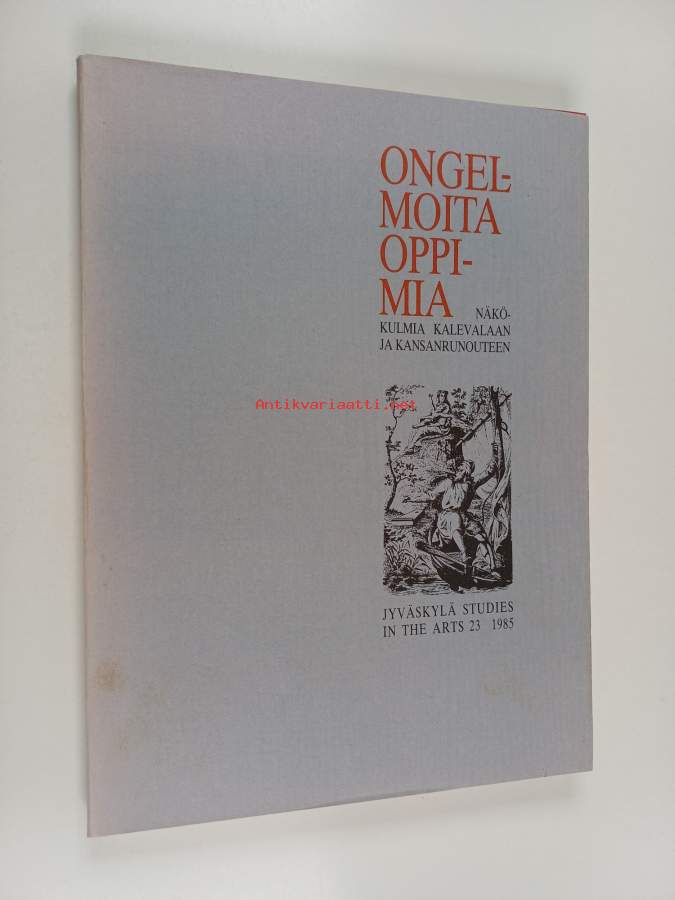 ONGEL-
MOITA
OPPI-
MIA NÄKÖ-
KULMIA KALEVALAAN
JA KANSANRUNOUTEEN
Antikvariaatti.net
JYVÄSKYLÄ STUDIES
IN THE ARTS 23 1985